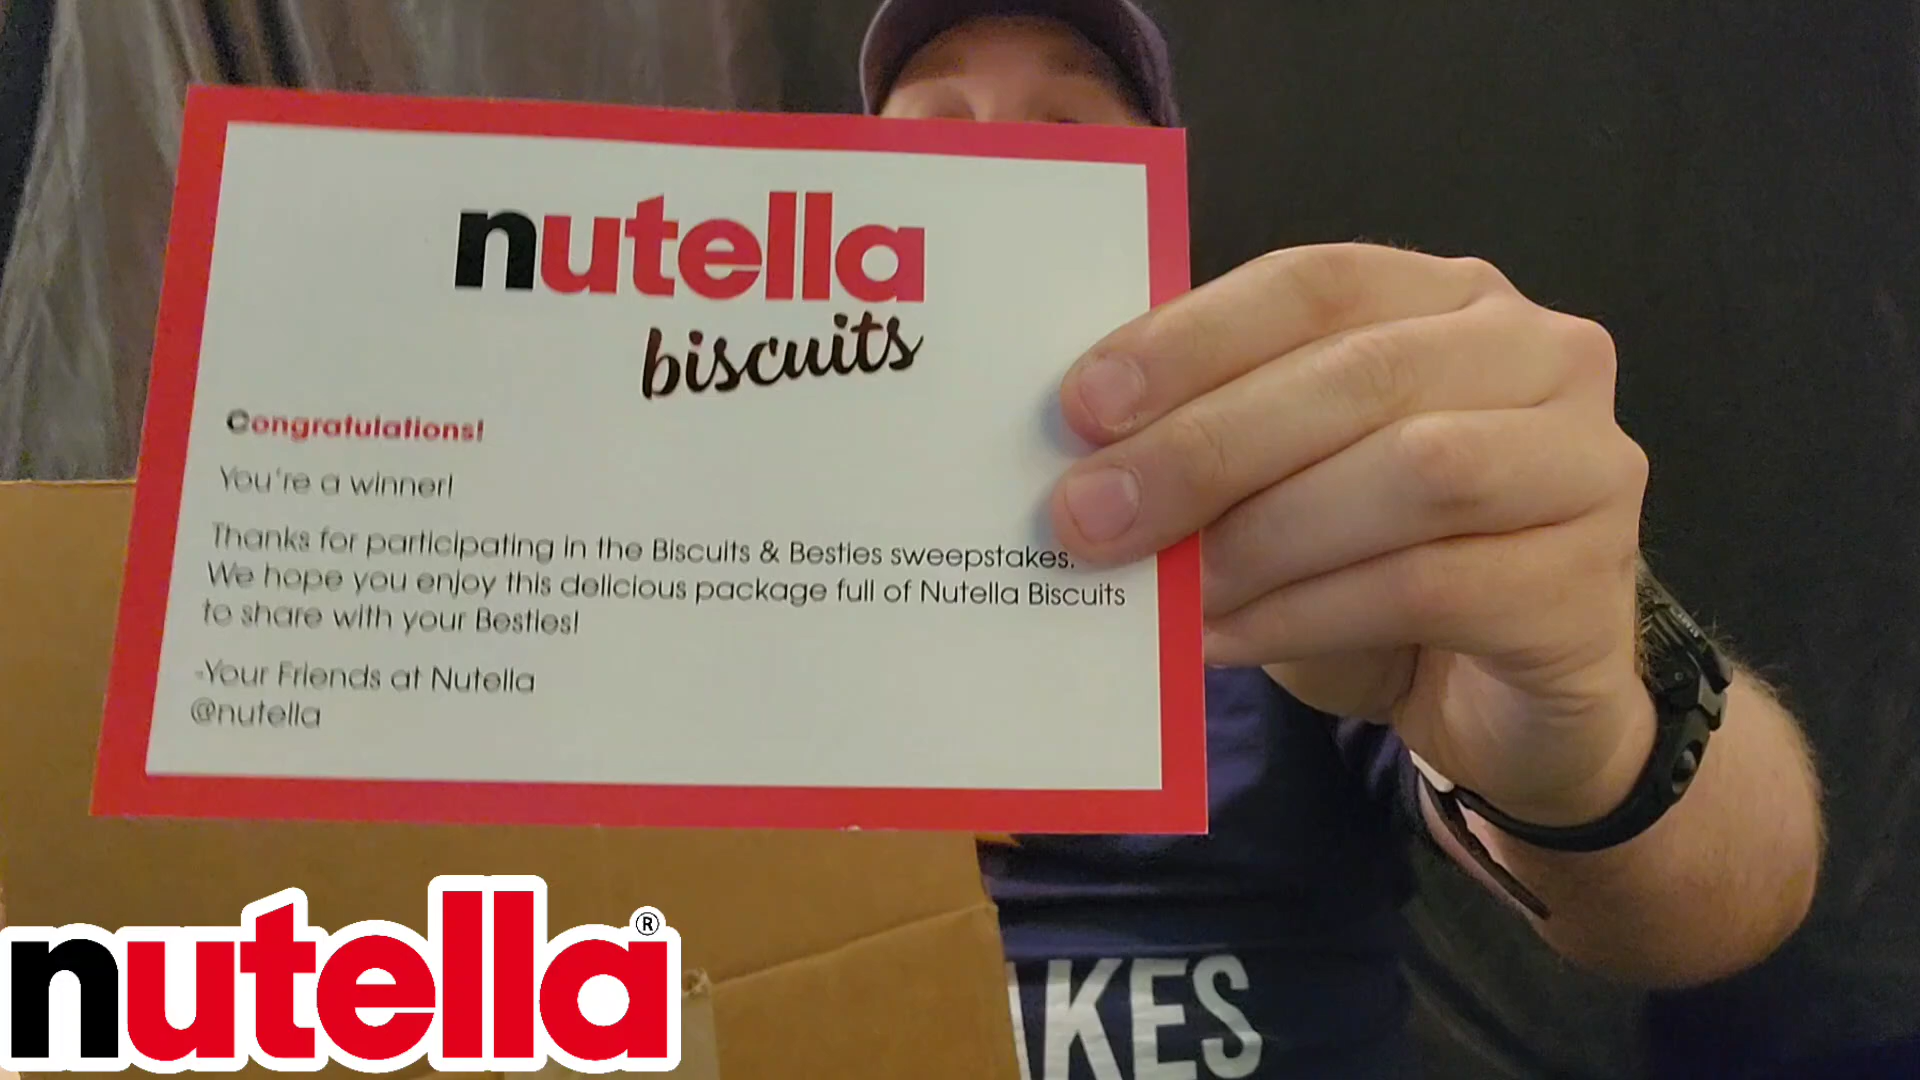 nutella
biscuits
Congratulations!
You're a winner!
Thanks for participating in the Biscuits & Besties sweepstakes.
We hope you enjoy this delicious package full of Nutella Biscuits
to share with your Besties!
-Your Friends at Nutella
@nutella
nutella®
AKES